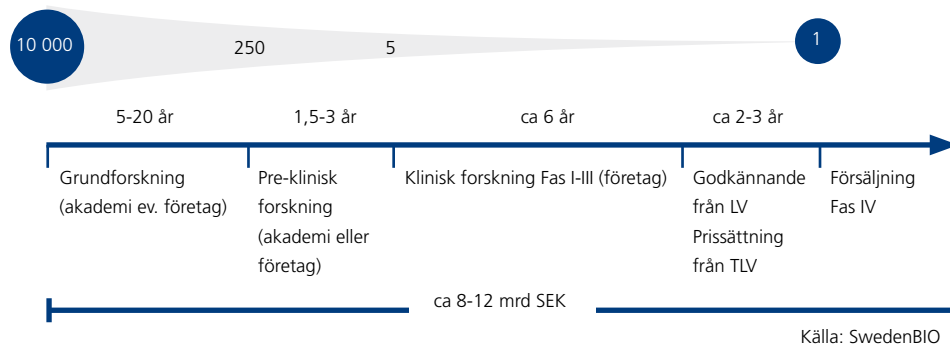 10 000
250
5
1
5-20 år
1,5-3 år
ca 6 år
ca 2-3 år
Grundforskning
(akademi ev. företag)
Pre-klinisk
forskning
(akademi eller
företag)
Klinisk forskning Fas I-III (företag)
Godkännande
från LV
Prissättning
från TLV
Försäljning
Fas IV
ca 8-12 mrd SEK
Källa: SwedenBIO